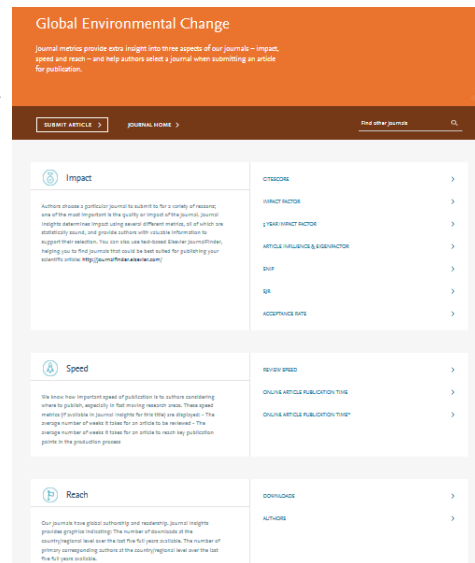 Global Environmental Change
Journal metrics provide extra insight into three aspects of our journals – impact,
speed and reach – and help authors select a journal when submitting an article
for publication.
SUBMIT ARTICLE >
JOURNAL HOME >
Find other journals
Impact
Authors choose a particular journal to submit to for a variety of reasons;
one of the most important is the quality or impact of the journal. Journal
Insights determines impact using several different metrics, all of which are
statistically sound, and provide authors with valuable information to
support their selection. You can also use text-based Elsevier JournalFinder,
helping you to find journals that could be best suited for publishing your
scientific article: http://journalfinder.elsevier.com/
CITESCORE >
IMPACT FACTOR >
5 YEAR IMPACT FACTOR >
ARTICLE INFLUENCE & EIGENFACTOR >
SNIP >
SJR >
ACCEPTANCE RATE >
Speed
We know how important speed of publication is to authors considering
where to publish, especially in fast moving research areas. These speed
metrics (if available in Journal Insights for this title) are displayed: - The
average number of weeks it takes for an article to be reviewed - The
average number of weeks it takes for an article to reach key publication
points in the production process
REVIEW SPEED >
ONLINE ARTICLE PUBLICATION TIME >
ONLINE ARTICLE PUBLICATION TIME* >
Reach
Our journals have global authorship and readership. Journal Insights
provides graphics indicating: The number of downloads at the
country/regional level over the last five full years available. The number of
primary corresponding authors at the country/regional level over the last
five full years available.
DOWNLOADS >
AUTHORS >